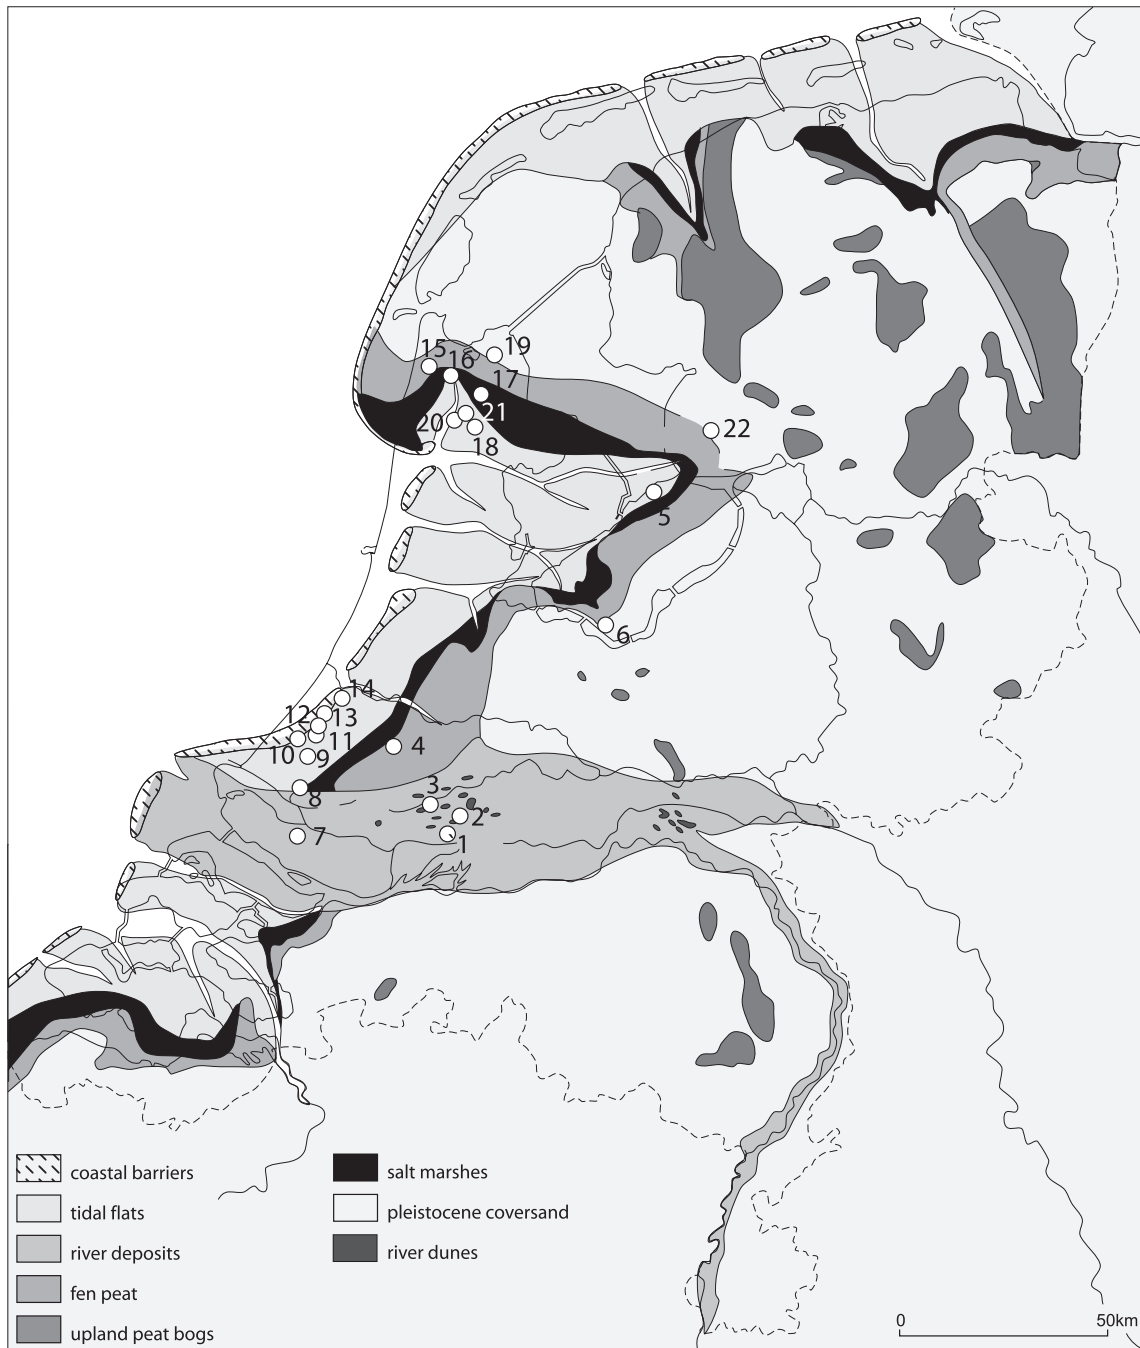 15
16
19
17
21
20
18
22
5
6
14
12
13
11
10
9
4
8
3
2
7
1
coastal barriers
tidal flats
river deposits
fen peat
upland peat bogs
salt marshes
pleistocene coversand
river dunes
0 50km